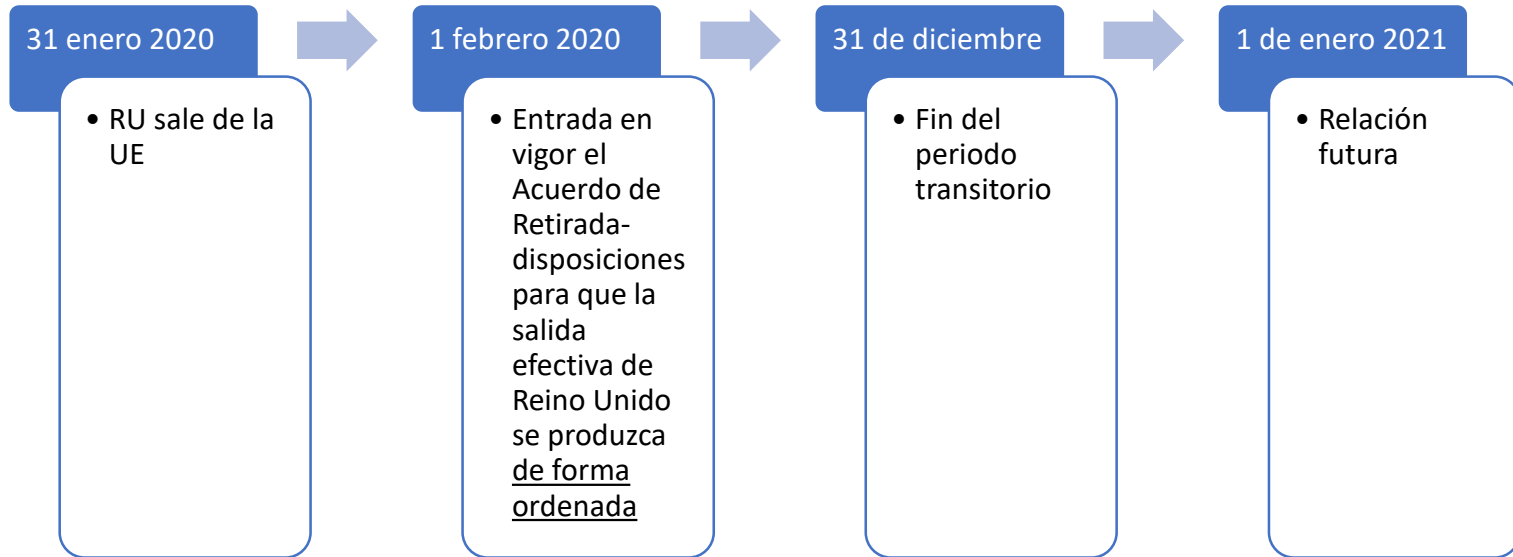 31 enero 2020
• RU sale de la
UE
1 febrero 2020
• Entrada en
vigor el
Acuerdo de
Retirada-
disposiciones
para que la
salida
efectiva de
Reino Unido
se produzca
de forma
ordenada
31 de diciembre
• Fin del
periodo
transitorio
1 de enero 2021
• Relación
futura